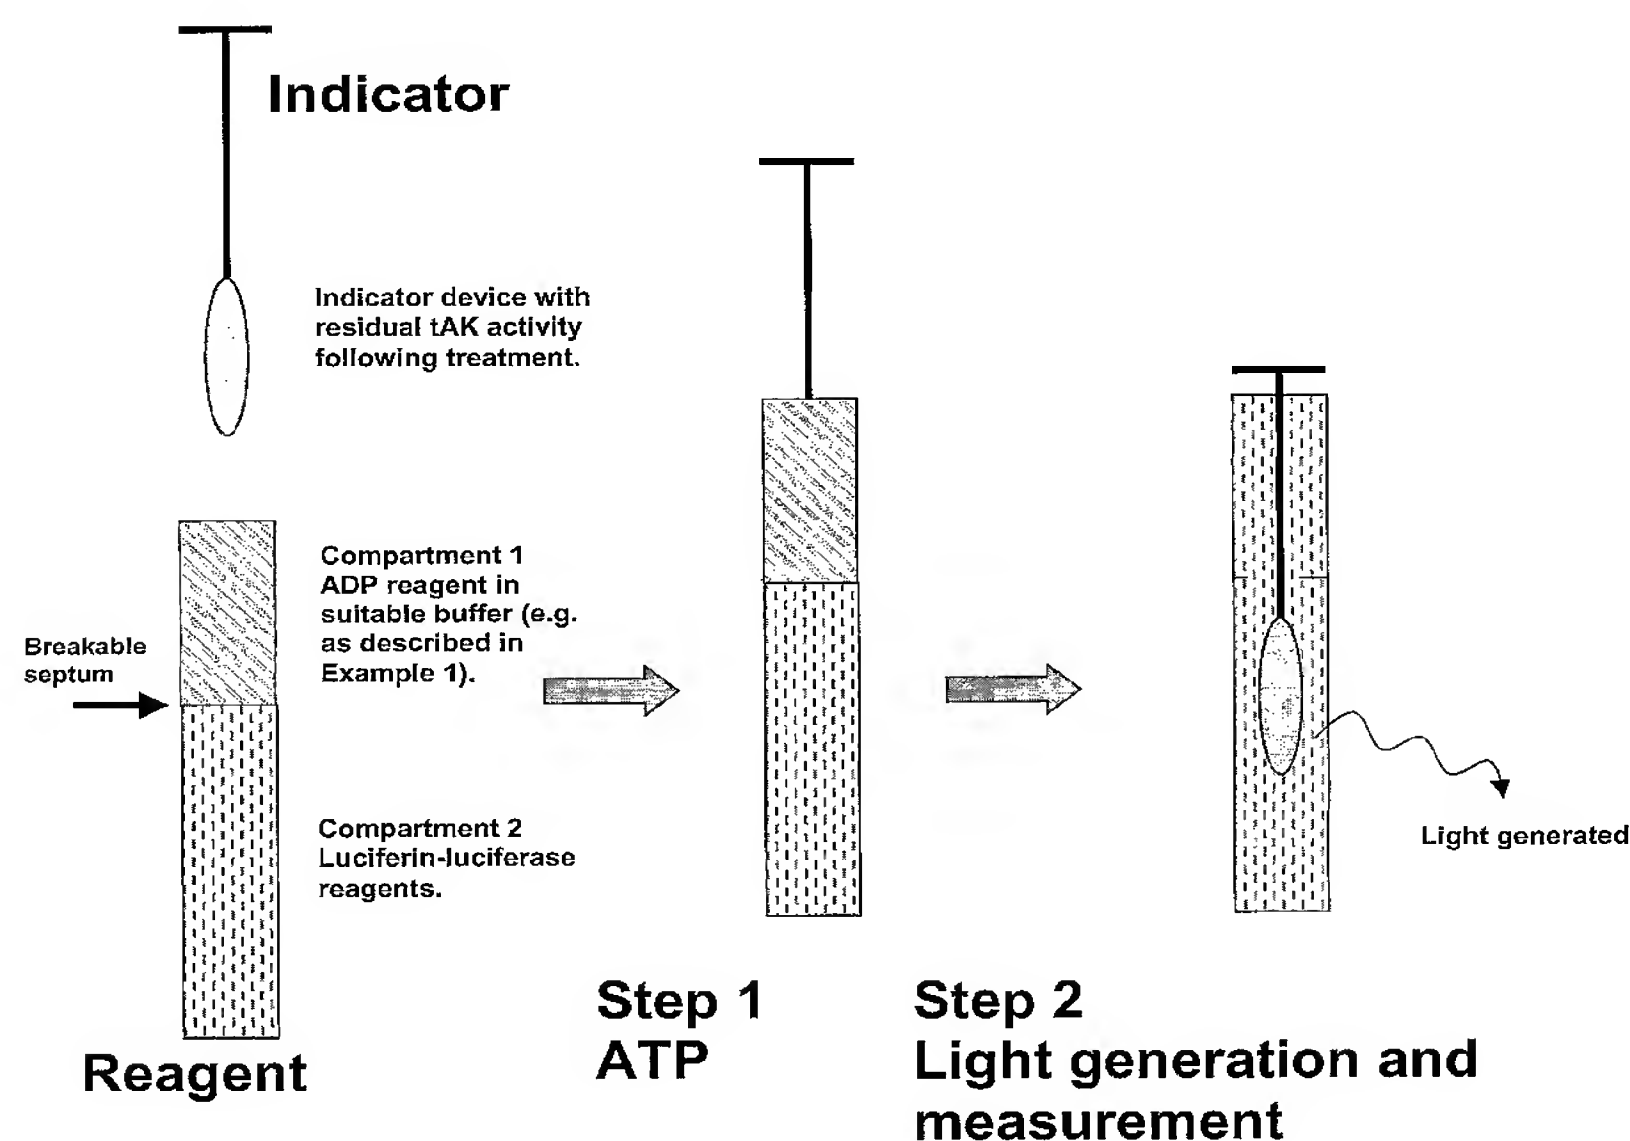 Indicator
Indicator device with
residual tAK activity
following treatment.
Compartment 1
ADP reagent in
suitable buffer (e.g.
as described in
Example 1).
Breakable
septum
Compartment 2
Luciferin-luciferase
reagents.
Reagent
Step 1
ATP
Step 2
Light generation and
measurement
Light generated